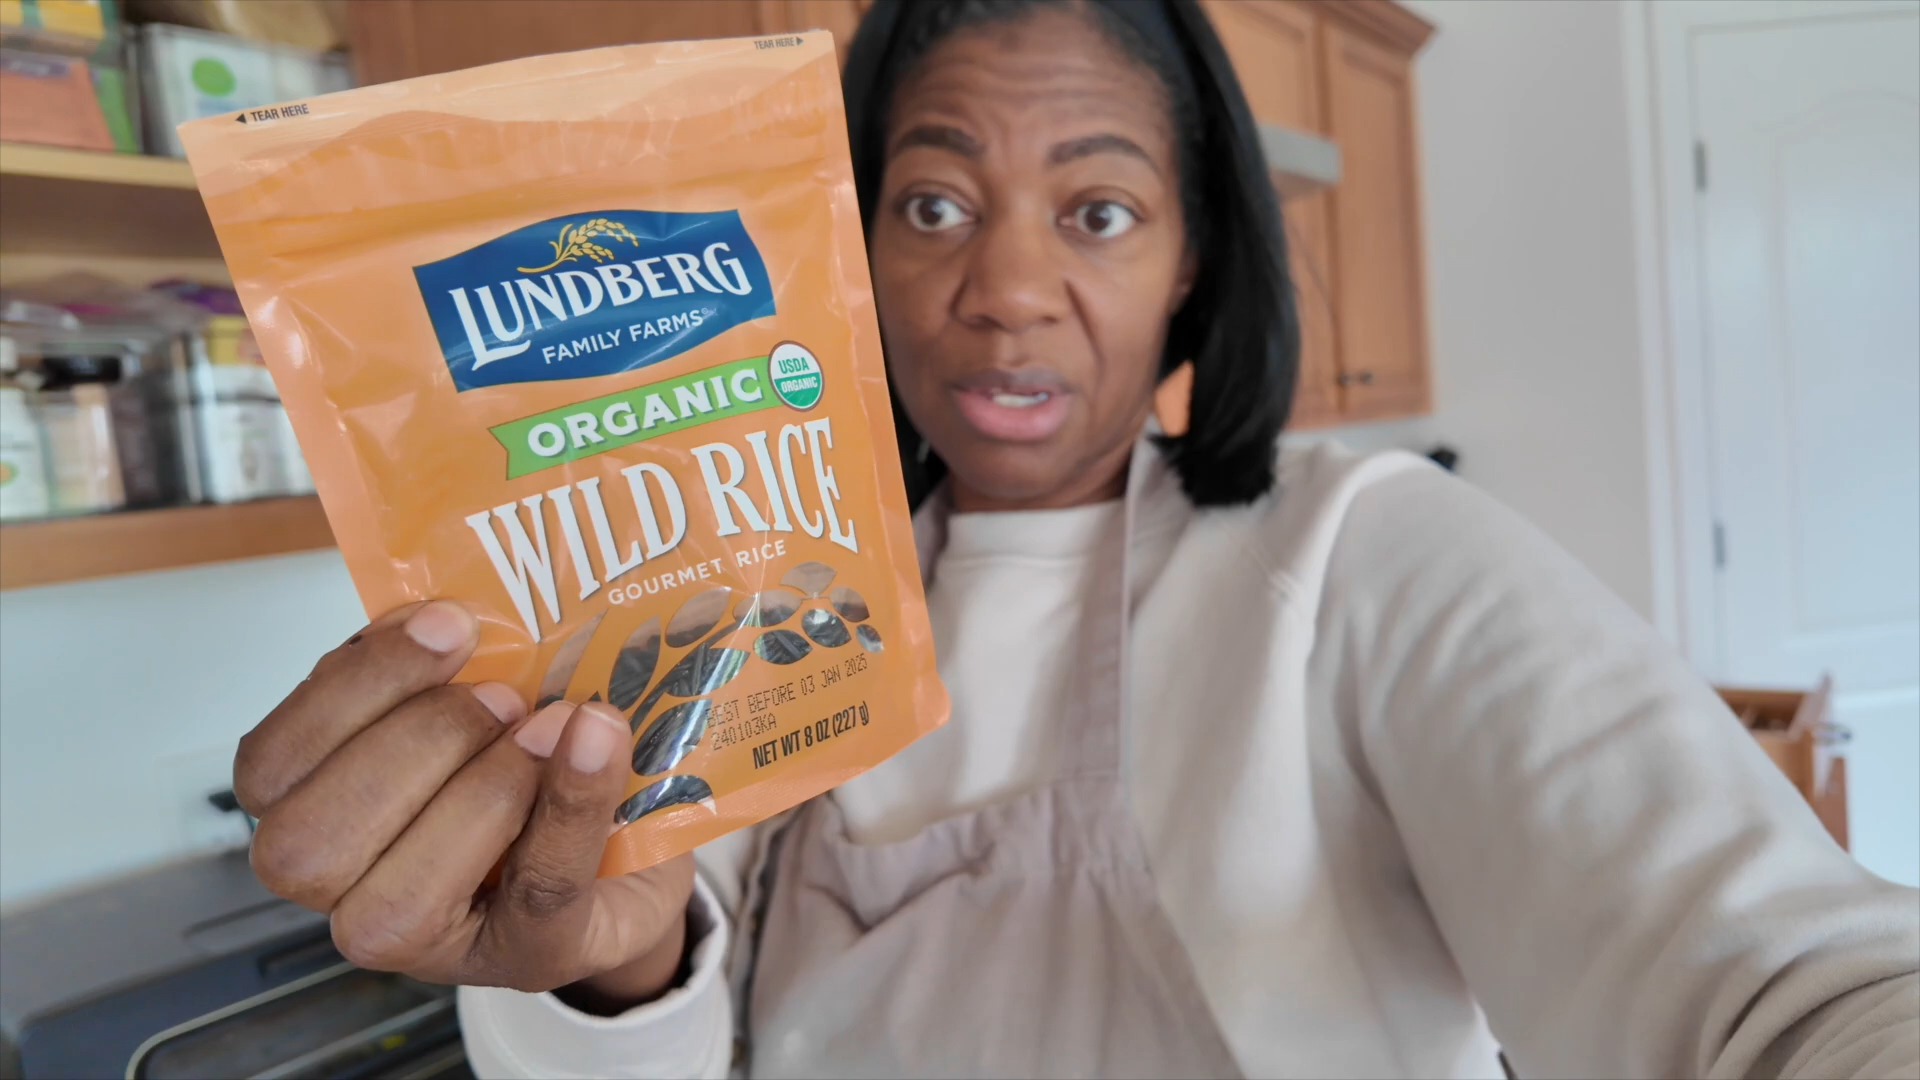 TEAR HERE
TEAR HERE
LUNDBERG
FAMILY FARMS
ORGANIC
USDA
ORGANIC
WILD RICE
GOURMET RICE
BEST BEFORE 03 JAN 2025
240103KA
NET WT 8 OZ (227 g)